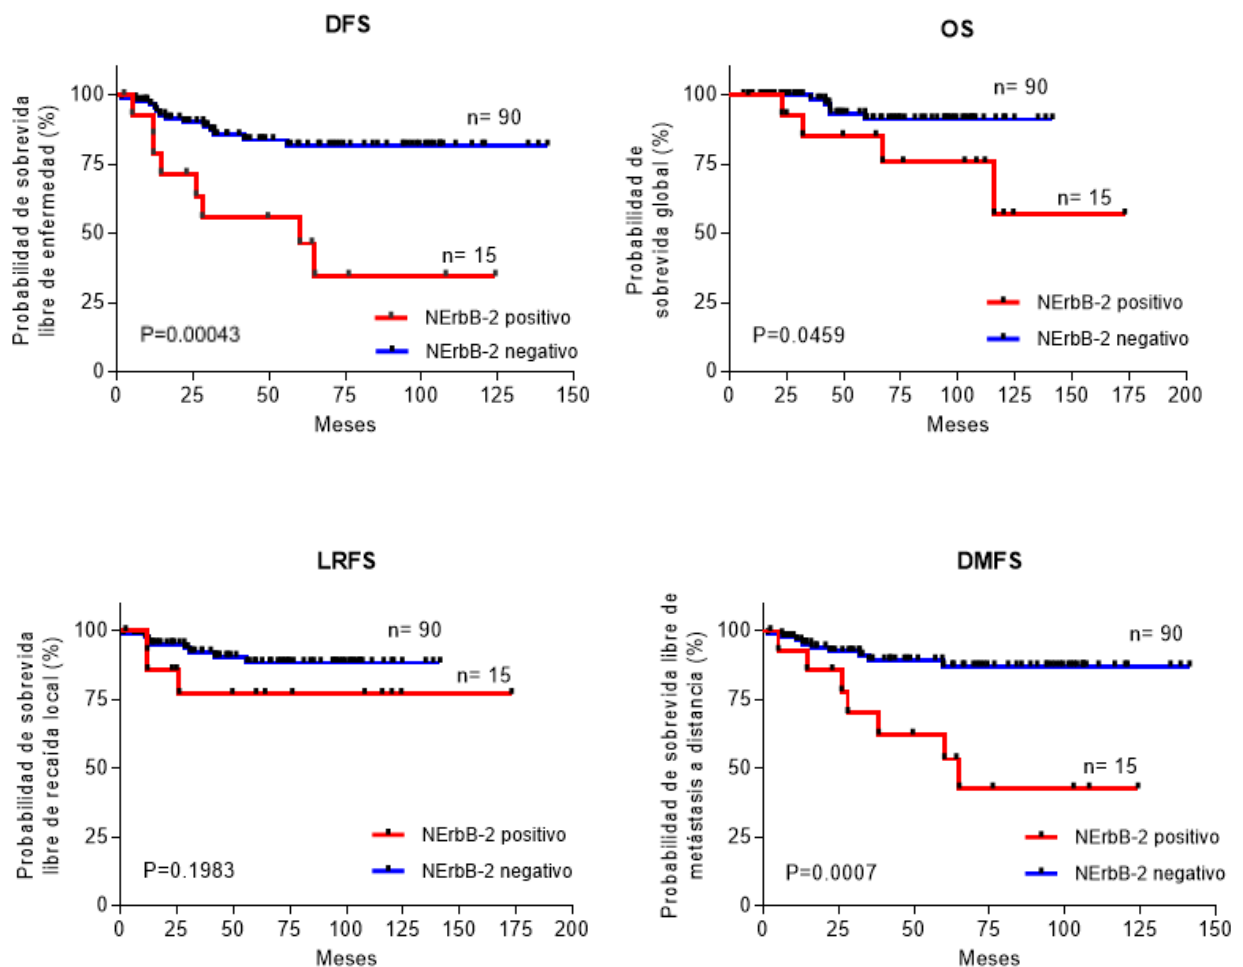 DFS
Probabilidad de sobrevida
libre de enfermedad (%)
100
75
50
25
0
n= 90
n= 15
NErbB-2 positivo
NErbB-2 negativo
P=0.00043
0 25 50 75 100 125 150
Meses
OS
Probabilidad de
sobrevida global (%)
100
75
50
25
0
n= 90
n= 15
NErbB-2 positivo
NErbB-2 negativo
P=0.0459
0 25 50 75 100 125 150 175 200
Meses
LRFS
Probabilidad de sobrevida
libre de recaída local (%)
100
75
50
25
0
n= 90
n= 15
NErbB-2 positivo
NErbB-2 negativo
P=0.1983
0 25 50 75 100 125 150 175 200
Meses
DMFS
Probabilidad de sobrevida libre de
metástasis a distancia (%)
100
75
50
25
0
n= 90
n= 15
NErbB-2 positivo
NErbB-2 negativo
P=0.0007
0 25 50 75 100 125 150
Meses